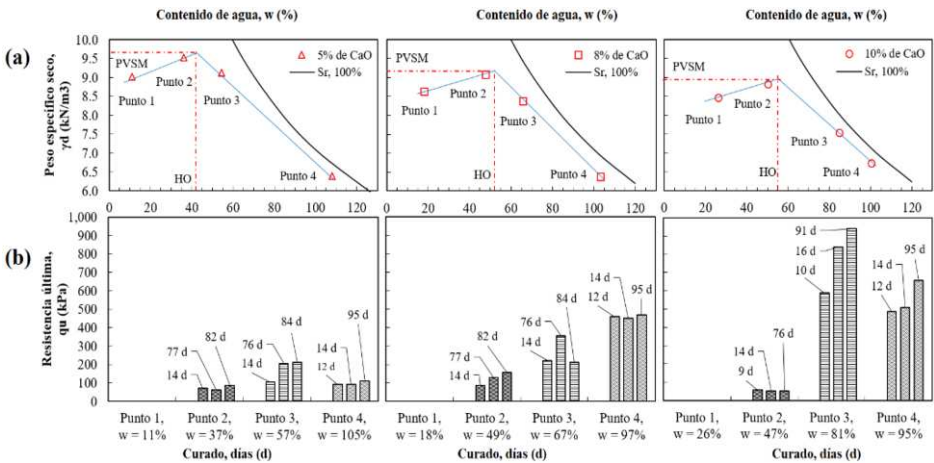 Contenido de agua, w (%) Contenido de agua, w (%) Contenido de agua, w (%)
(a)
Peso específico seco,
γd (kN/m3)
10.0
9.5
9.0
8.5
8.0
7.5
7.0
6.5
6.0
PVSM
5% de CaO
Sr, 100%
Punto 1
Punto 2
Punto 3
Punto 4
HO
0 20 40 60 80 100 120
PVSM
8% de CaO
Sr, 100%
Punto 1
Punto 2
Punto 3
Punto 4
HO
0 20 40 60 80 100 120
PVSM
10% de CaO
Sr, 100%
Punto 1
Punto 2
Punto 3
Punto 4
HO
0 20 40 60 80 100 120
(b)
Resistencia última,
qu (kPa)
1,000
900
800
700
600
500
400
300
200
100
0
14 d 77 d 82 d
14 d 76 d 84 d
12 d 14 d 95 d
Punto 1, Punto 2, Punto 3, Punto 4,
w = 11% w = 37% w = 57% w = 105%
Curado, días (d)
14 d 77 d 82 d
14 d 76 d 84 d
12 d 14 d 95 d
Punto 1, Punto 2, Punto 3, Punto 4,
w = 18% w = 49% w = 67% w = 97%
Curado, días (d)
9 d 14 d 76 d
10 d 16 d 91 d
12 d 14 d 95 d
Punto 1, Punto 2, Punto 3, Punto 4,
w = 26% w = 47% w = 81% w = 95%
Curado, días (d)